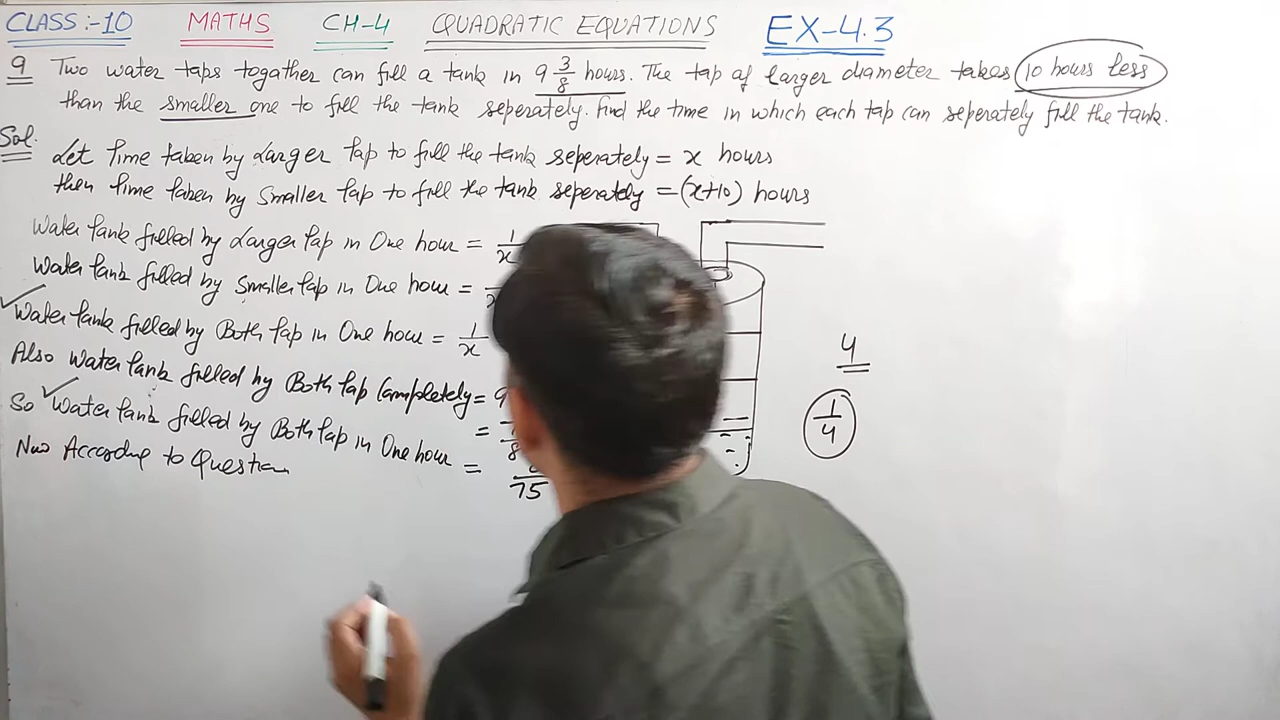 CLASS:-10 MATHS CH-4 QUADRATIC EQUATIONS EX-4.3
9 Two water taps togather can fill a tank in 9 3/8 hours. The tap of larger diameter takes 10 hours less
than the smaller one to fill the tank seperately. Find the time in which each tap can seperately fill the tank.
Sol. Let Time taken by Larger Tap to fill the tank seperately = x hours
then Time taken by Smaller Tap to fill the tank seperately = (x+10) hours
Water tank filled by Larger tap in One hour = 1/x
Water tank filled by Smaller tap in One hour =
Water tank filled by Both tap in One hour = 1/x
Also Water tank filled by Both tap Completely = 9
= 8
So Water tank filled by Both tap in One hour = 75
Now According to Question
4
1/4